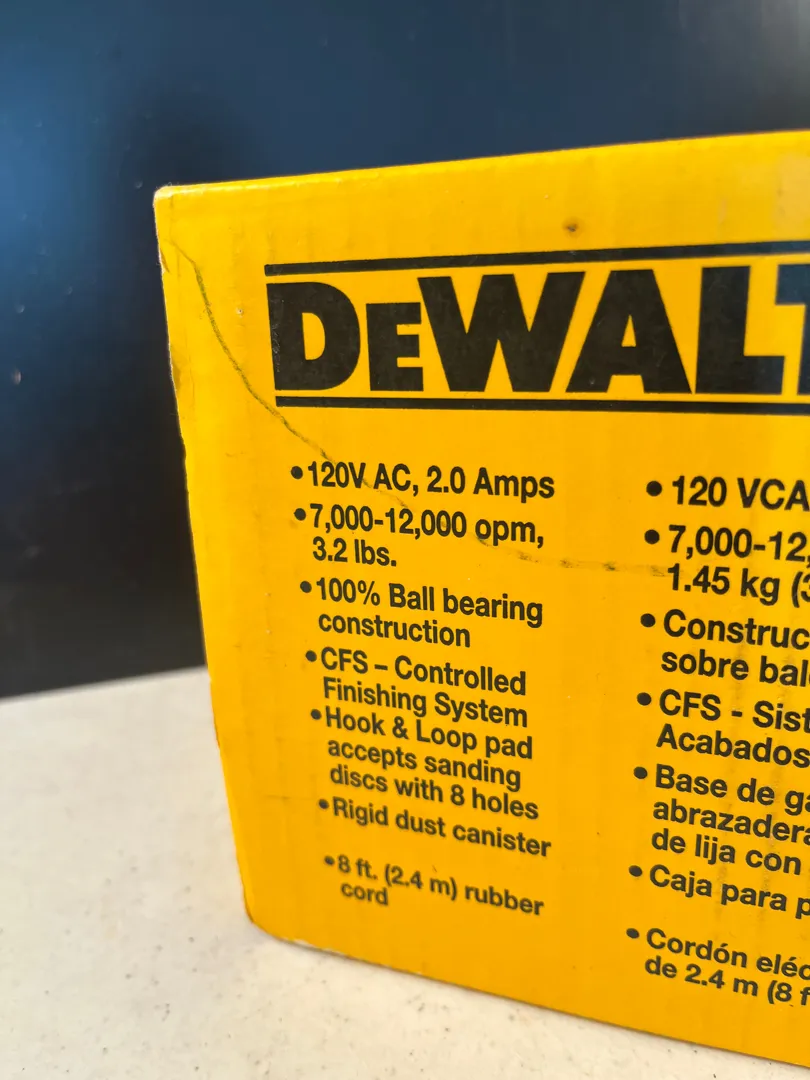 DEWALT
•120V AC, 2.0 Amps
•7,000-12,000 opm,
3.2 lbs.
•100% Ball bearing
construction
•CFS – Controlled
Finishing System
•Hook & Loop pad
accepts sanding
discs with 8 holes
•Rigid dust canister
•8 ft. (2.4 m) rubber
cord
•120 VCA
•7,000-12,
1.45 kg (3
•Construc
sobre bal
•CFS - Sist
Acabados
•Base de ga
abrazadera
de lija con
•Caja para p
•Cordón eléc
de 2.4 m (8 f